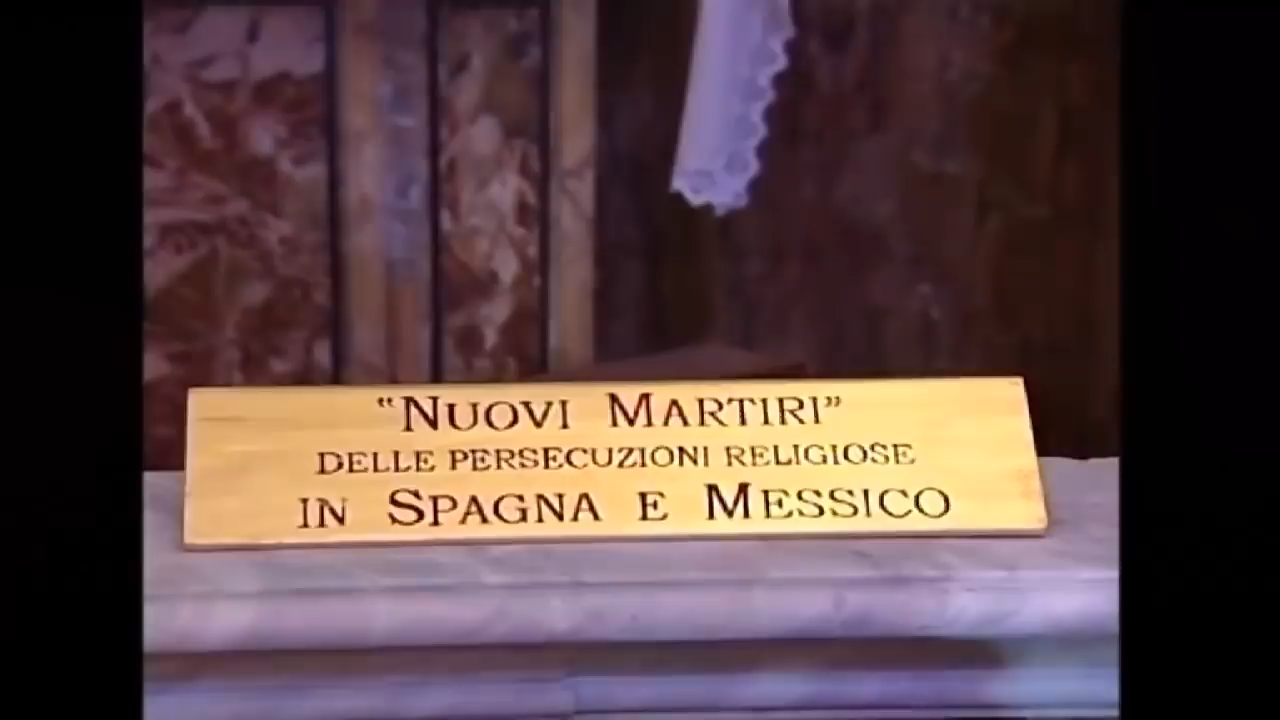 “NUOVI MARTIRI”
DELLE PERSECUZIONI RELIGIOSE
IN SPAGNA E MESSICO